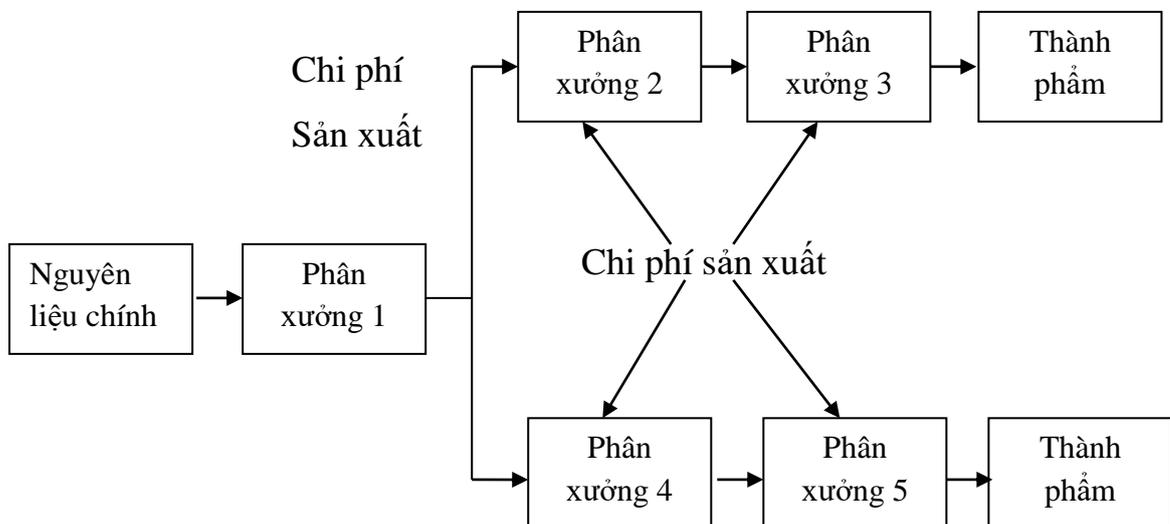 Chi phí
Sản xuất
Phân
xưởng 2
Phân
xưởng 3
Thành
phẩm
Nguyên
liệu chính
Phân
xưởng 1
Chi phí sản xuất
Phân
xưởng 4
Phân
xưởng 5
Thành
phẩm